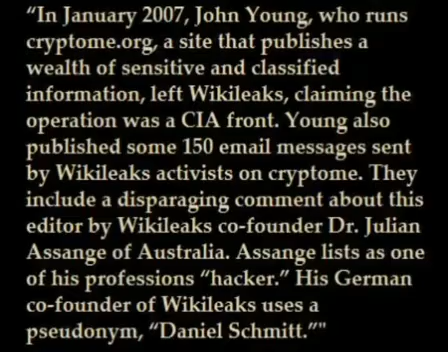 “In January 2007, John Young, who runs
cryptome.org, a site that publishes a
wealth of sensitive and classified
information, left Wikileaks, claiming the
operation was a CIA front. Young also
published some 150 email messages sent
by Wikileaks activists on cryptome. They
include a disparaging comment about this
editor by Wikileaks co-founder Dr. Julian
Assange of Australia. Assange lists as one
of his professions “hacker.” His German
co-founder of Wikileaks uses a
pseudonym, “Daniel Schmitt.”"